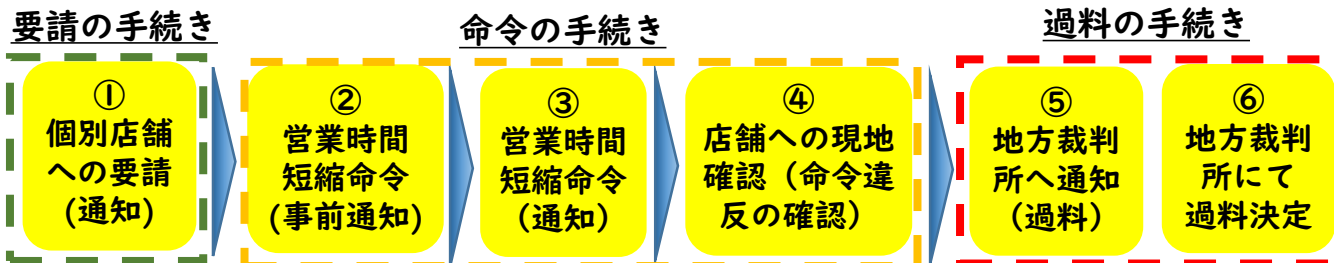 要請の手続き
命令の手続き
過料の手続き
①
個別店舗
への要請
(通知)
②
営業時間
短縮命令
(事前通知)
③
営業時間
短縮命令
（通知）
④
店舗への現地
確認（命令違
反の確認）
⑤
地方裁判
所へ通知
（過料）
⑥
地方裁判
所にて
過料決定